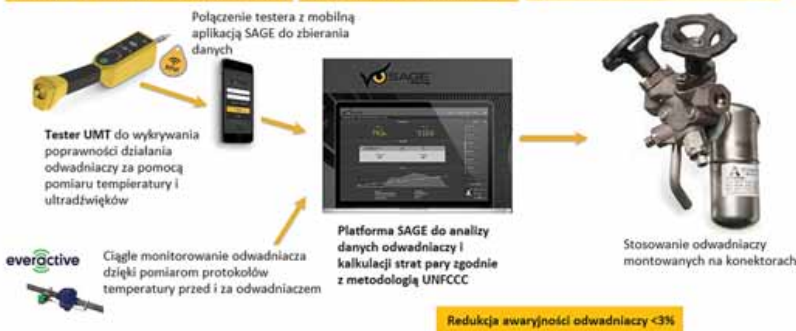 Połączenie testera z mobilną
aplikacją SAGE do zbierania
danych
SAGE
Tester UMT do wykrywania
poprawności działania
odwadniaczy za pomocą
pomiaru tempieratury i
ultradźwięków
Platforma SAGE do analizy
danych odwadniaczy i
kalkulacji strat pary zgodnie
z metodologią UNFCCC
Stosowanie odwadniaczy
montowanych na konektorach
everactive
Ciągłe monitorowanie odwadniacza
dzięki pomiarom protokołów
temperatury przed i za odwadniaczem
Redukcja awaryjności odwadniaczy <3%